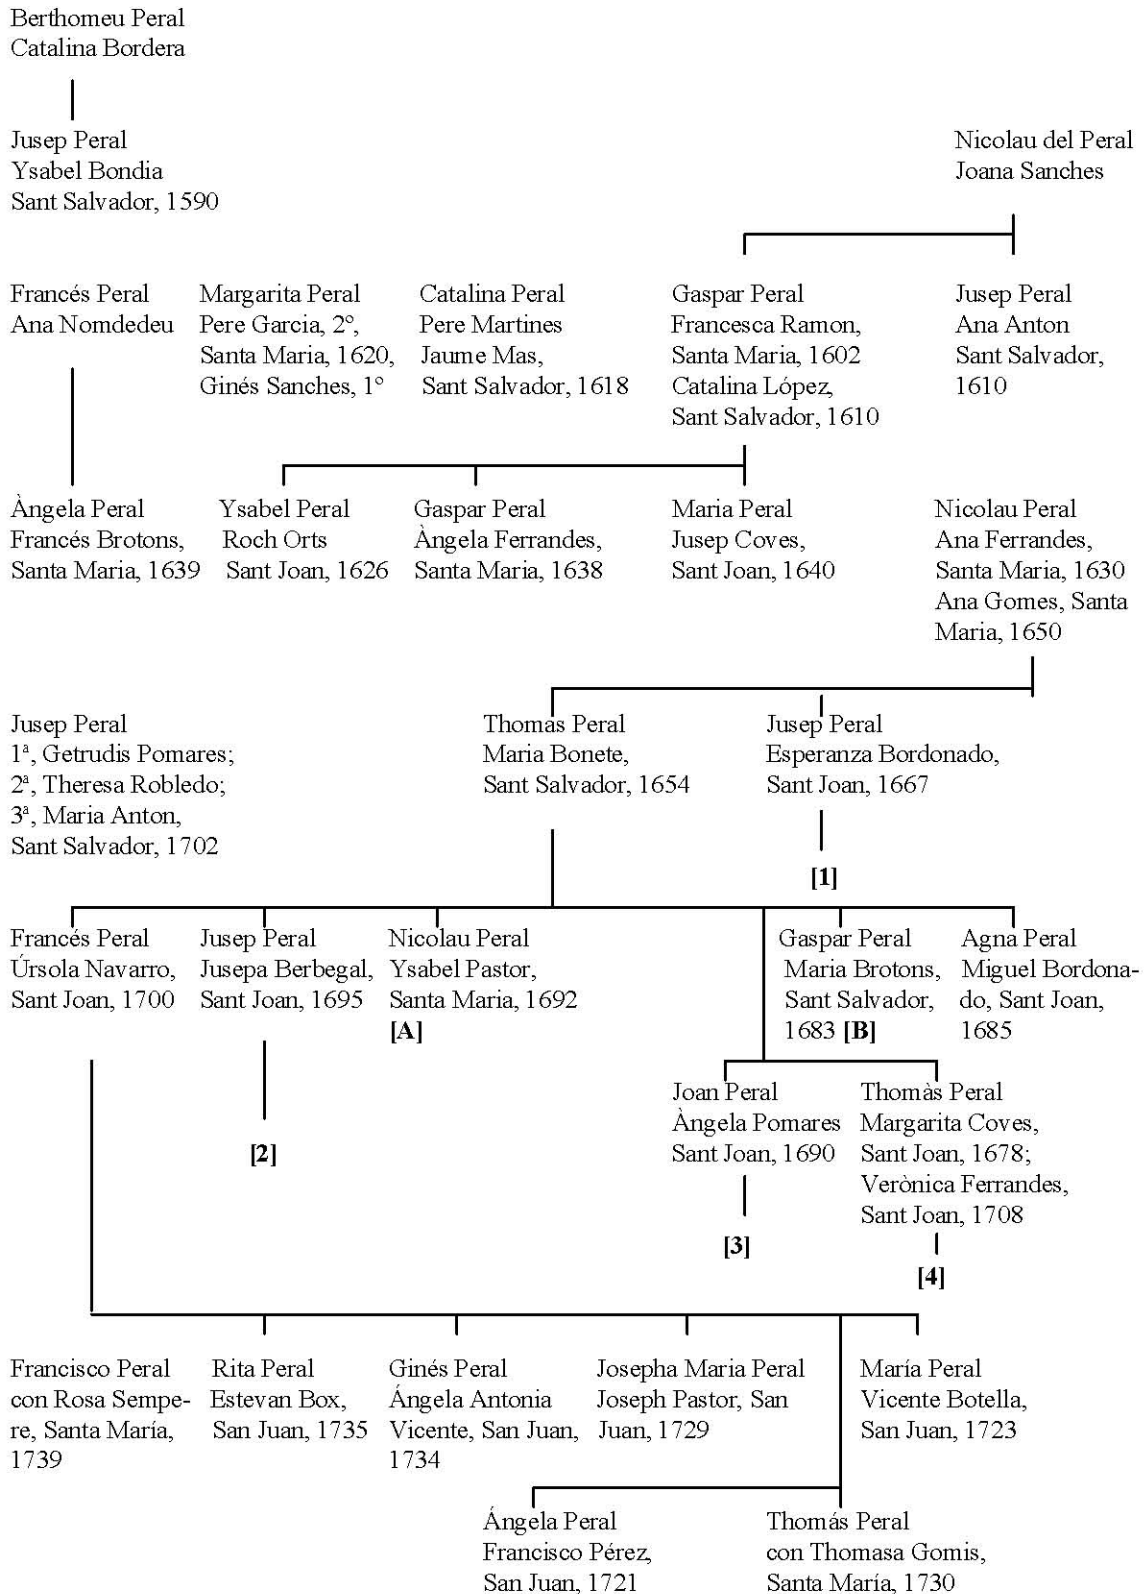 Berthomeu Peral
Catalina Bordera
Jusep Peral
Ysabel Bondia
Sant Salvador, 1590
Nicolau del Peral
Joana Sanches
Francés Peral
Ana Nomdedeu
Margarita Peral
Pere Garcia, 2º,
Santa Maria, 1620,
Ginés Sanches, 1º
Catalina Peral
Pere Martines
Jaume Mas,
Sant Salvador, 1618
Gaspar Peral
Francesca Ramon,
Santa Maria, 1602
Catalina López,
Sant Salvador, 1610
Jusep Peral
Ana Anton
Sant Salvador,
1610
Àngela Peral
Francés Brotons,
Santa Maria, 1639
Ysabel Peral
Roch Orts
Sant Joan, 1626
Gaspar Peral
Àngela Ferrandes,
Santa Maria, 1638
Maria Peral
Jusep Coves,
Sant Joan, 1640
Nicolau Peral
Ana Ferrandes,
Santa Maria, 1630
Ana Gomes, Santa
Maria, 1650
Jusep Peral
1ª, Getrudis Pomares;
2ª, Theresa Robledo;
3ª, Maria Anton,
Sant Salvador, 1702
Thomas Peral
Maria Bonete,
Sant Salvador, 1654
Jusep Peral
Esperanza Bordonado,
Sant Joan, 1667
[1]
Francés Peral
Úrsola Navarro,
Sant Joan, 1700
Jusep Peral
Jusepa Berbegal,
Sant Joan, 1695
Nicolau Peral
Ysabel Pastor,
Santa Maria, 1692
[A]
Gaspar Peral
Maria Brotons,
Sant Salvador,
1683 [B]
Agna Peral
Miguel Bordona-
do, Sant Joan,
1685
Joan Peral
Àngela Pomares
Sant Joan, 1690
Thomàs Peral
Margarita Coves,
Sant Joan, 1678;
Verònica Ferrandes,
Sant Joan, 1708
[2]
[3]
[4]
Francisco Peral
con Rosa Sempe-
re, Santa María,
1739
Rita Peral
Estevan Box,
San Juan, 1735
Ginés Peral
Ángela Antonia
Vicente, San Juan,
1734
Josepha Maria Peral
Joseph Pastor, San
Juan, 1729
María Peral
Vicente Botella,
San Juan, 1723
Ángela Peral
Francisco Pérez,
San Juan, 1721
Thomás Peral
con Thomasa Gomis,
Santa María, 1730